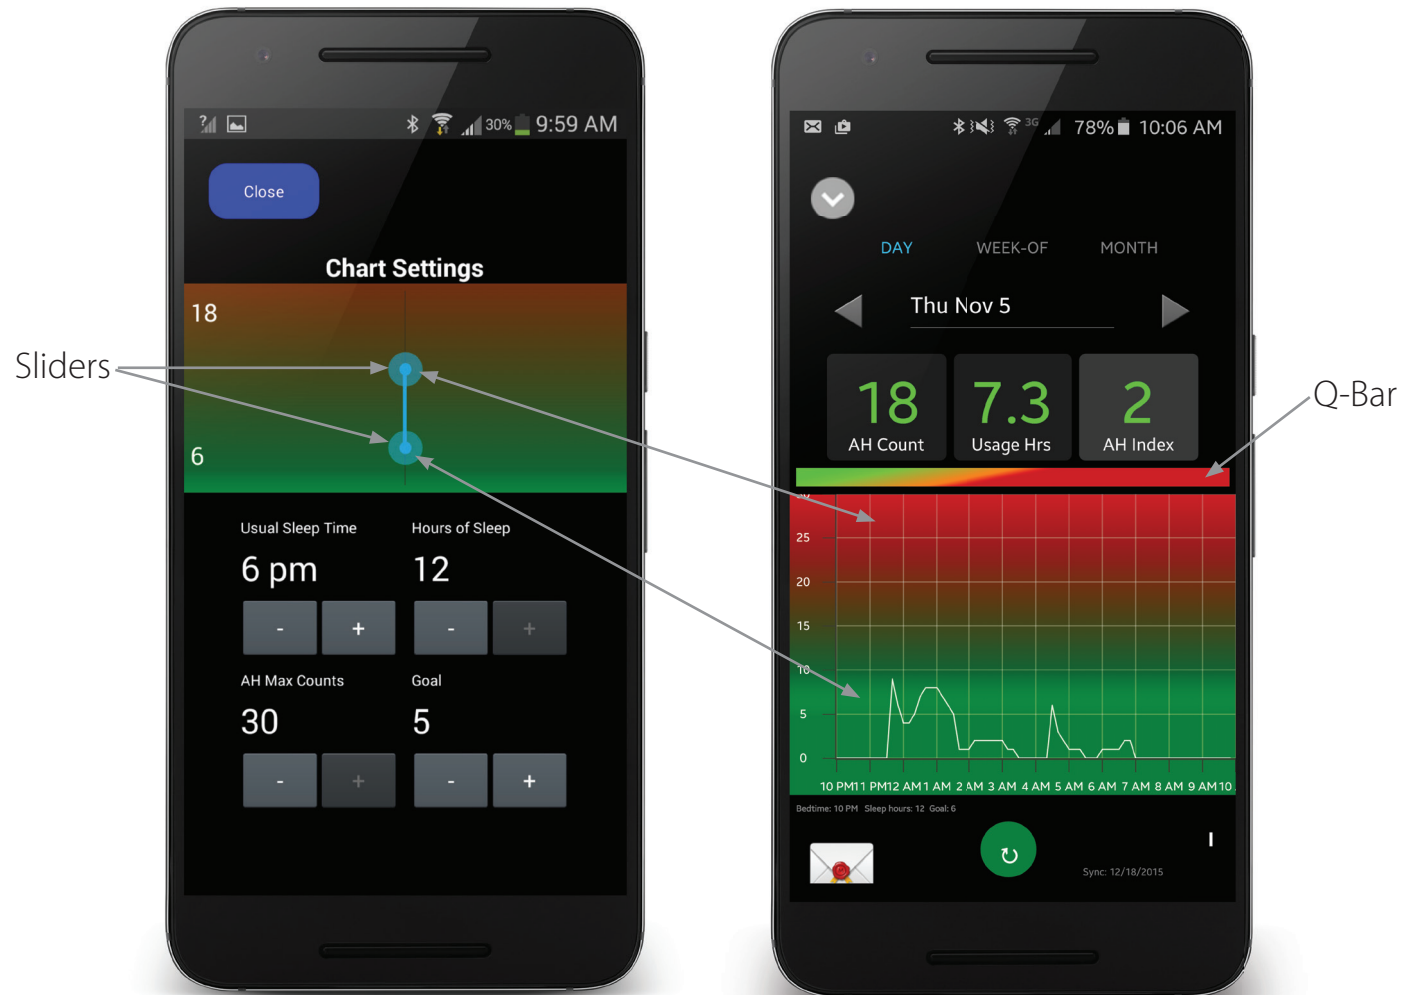 Sliders
?
30% 9:59 AM
Close
Chart Settings
18
6
Usual Sleep Time Hours of Sleep
6 pm 12
- + - +
AH Max Counts Goal
30 5
- + - +
3G 78% 10:06 AM
DAY WEEK-OF MONTH
Thu Nov 5
18 7.3 2
AH Count Usage Hrs AH Index
Q-Bar
30
25
20
15
10
5
0
10 PM 11 PM 12 AM 1 AM 2 AM 3 AM 4 AM 5 AM 6 AM 7 AM 8 AM 9 AM 10
Bedtime: 10 PM Sleep hours: 12 Goal: 6
Sync: 12/18/2015